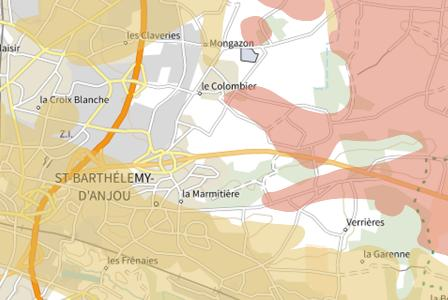 les Claveries
Mongazon
laisir
le Colombier
la Croix Blanche
Z.I.
ST-BARTHÉLEMY-
D'ANJOU
la Marmitière
Verrières
la Garenne
les Frênaies
la B